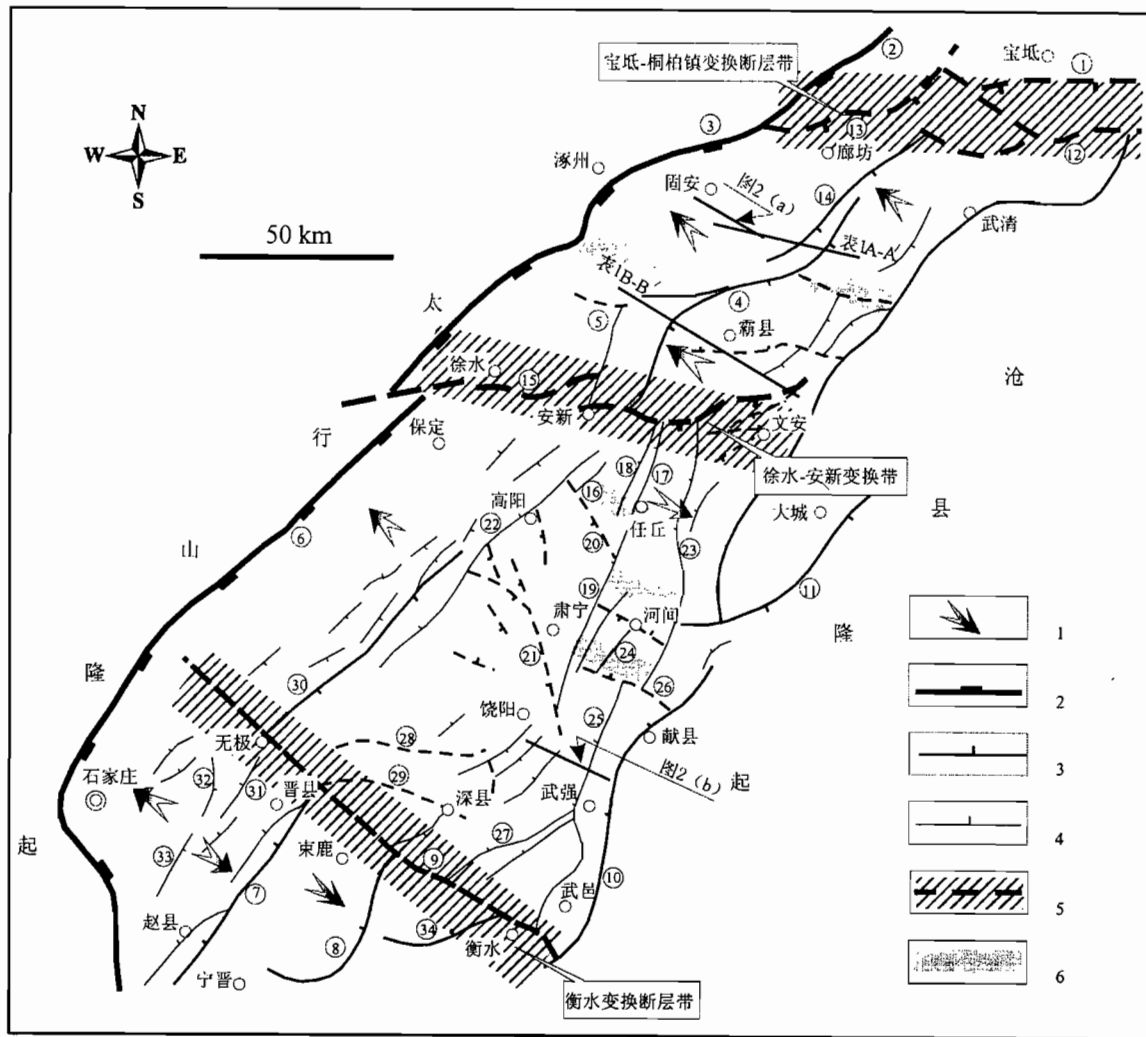 宝坻-桐柏镇变换断层带
②
宝坻
①
N
W E
S
③
⑬
廊坊
⑫
涿州
固安
图2（a）
⑭
武清
50 km
表1A-A'
表1B-B'
④
⑤
霸县
太
沧
徐水
⑮
安新
文安
行
保定
徐水-安新变换带
⑱
⑰
⑯
高阳
任丘
大城
县
㉒
⑥
山
⑳
㉓
⑲
⑪
肃宁
河间
隆
㉑
㉔
1
隆
㉚
㉖
2
饶阳
㉕
献县
无极
㉘
图2（b）
起
3
石家庄
㉜
㉛
晋县
㉙
深县
武强
4
起
㉝
束鹿
㉗
⑨
⑩
5
⑦
武邑
赵县
⑧
㉞
衡水
6
宁晋
衡水变换断层带